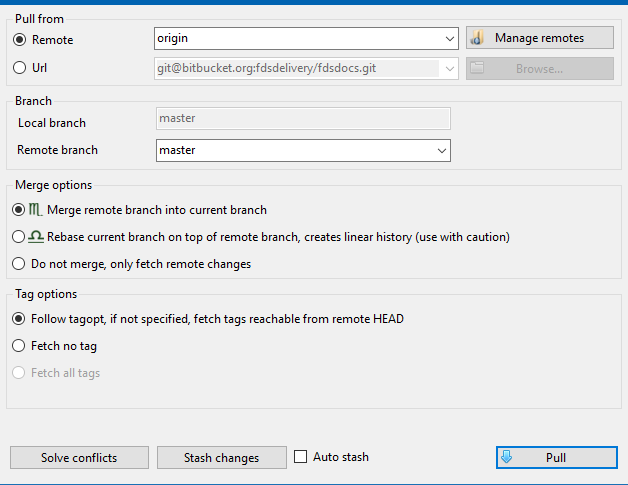 Pull from
Remote origin Manage remotes
Url git@bitbucket.org:fdsdelivery/fdsdocs.git Browse...
Branch
Local branch master
Remote branch master
Merge options
Merge remote branch into current branch
Rebase current branch on top of remote branch, creates linear history (use with caution)
Do not merge, only fetch remote changes
Tag options
Follow tagopt, if not specified, fetch tags reachable from remote HEAD
Fetch no tag
Fetch all tags
Solve conflicts Stash changes Auto stash Pull